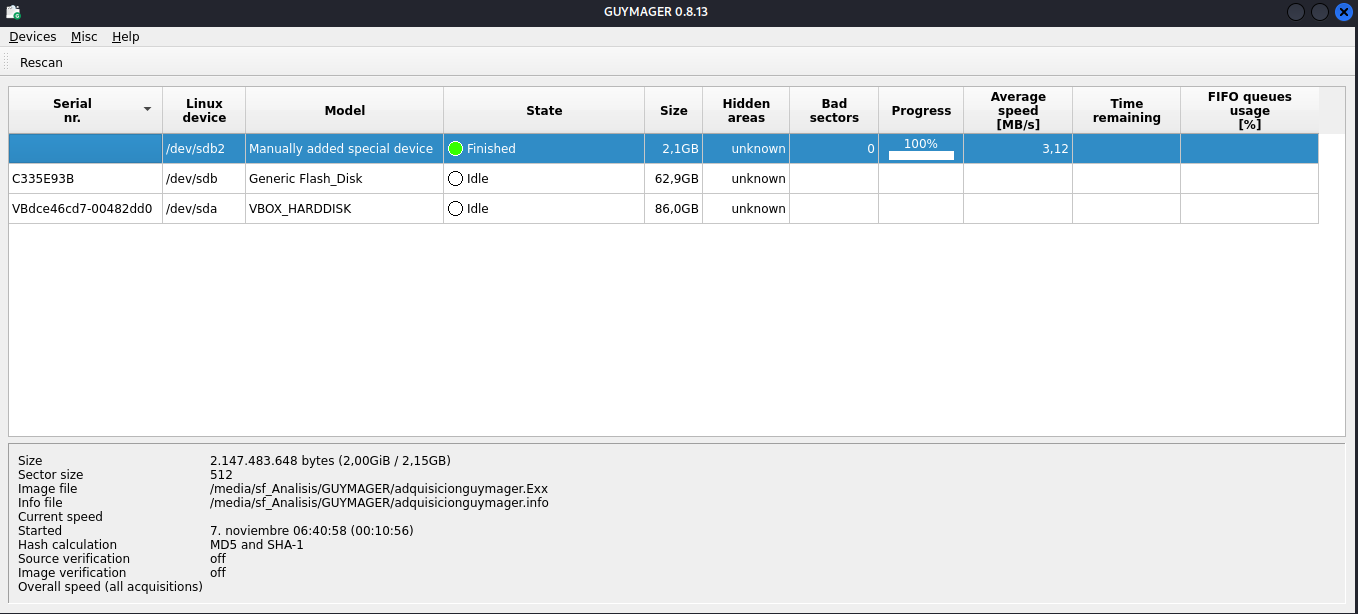 GUYMAGER 0.8.13
Devices Misc Help
Rescan
Serial nr. Linux device Model State Size Hidden areas Bad sectors Progress Average speed [MB/s] Time remaining FIFO queues usage [%]
/dev/sdb2 Manually added special device Finished 2,1GB unknown 0 100% 3,12
C335E93B /dev/sdb Generic Flash_Disk Idle 62,9GB unknown
VBdce46cd7-00482dd0 /dev/sda VBOX_HARDDISK Idle 86,0GB unknown
Size 2.147.483.648 bytes (2,00GiB / 2,15GB)
Sector size 512
Image file /media/sf_Analisis/GUYMAGER/adquisicionguymager.Exx
Info file /media/sf_Analisis/GUYMAGER/adquisicionguymager.info
Current speed
Started 7. noviembre 06:40:58 (00:10:56)
Hash calculation MD5 and SHA-1
Source verification off
Image verification off
Overall speed (all acquisitions)